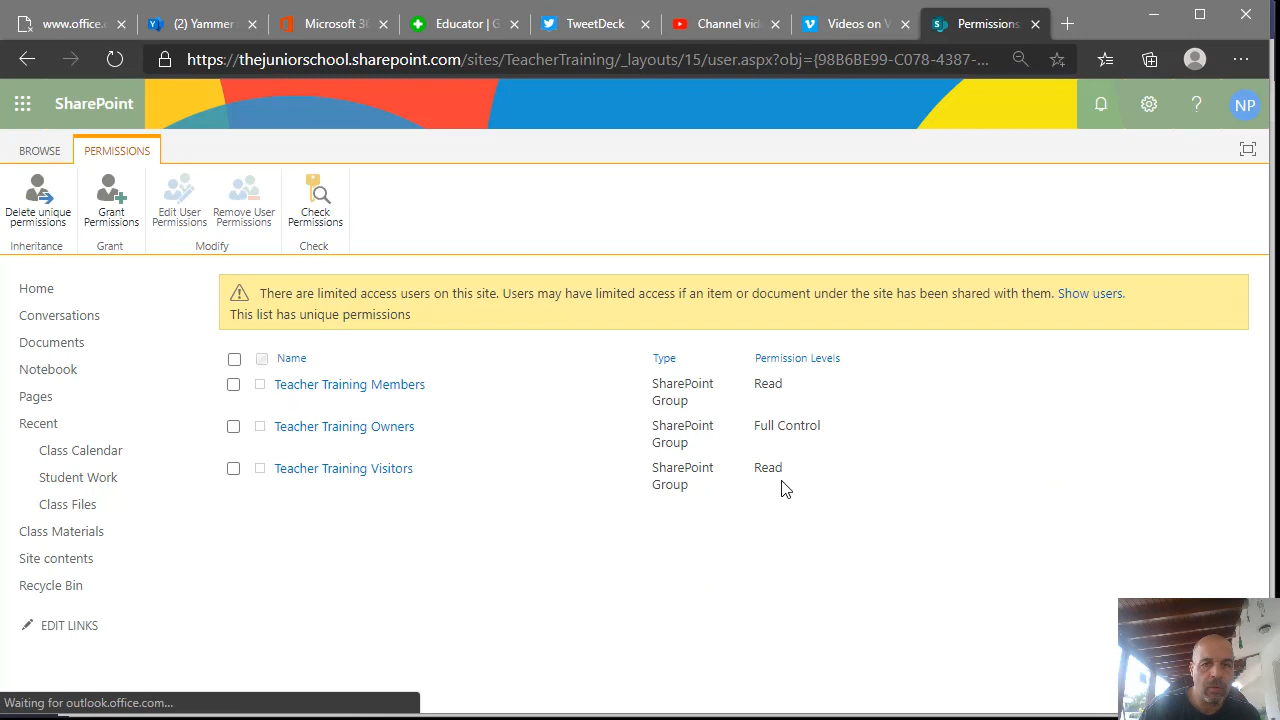 www.office.c
(2) Yammer
Microsoft 36
Educator | G
TweetDeck
Channel vid
Videos on V
Permissions
https://thejuniorschool.sharepoint.com/sites/TeacherTraining/_layouts/15/user.aspx?obj={98B6BE99-C078-4387-...
SharePoint
NP
BROWSE
PERMISSIONS
Delete unique permissions
Grant Permissions
Edit User Permissions
Remove User Permissions
Check Permissions
Inheritance
Grant
Modify
Check
Home
Conversations
Documents
Notebook
Pages
Recent
Class Calendar
Student Work
Class Files
Class Materials
Site contents
Recycle Bin
EDIT LINKS
There are limited access users on this site. Users may have limited access if an item or document under the site has been shared with them. Show users.
This list has unique permissions
Name Type Permission Levels
Teacher Training Members SharePoint Group Read
Teacher Training Owners SharePoint Group Full Control
Teacher Training Visitors SharePoint Group Read
Waiting for outlook.office.com...